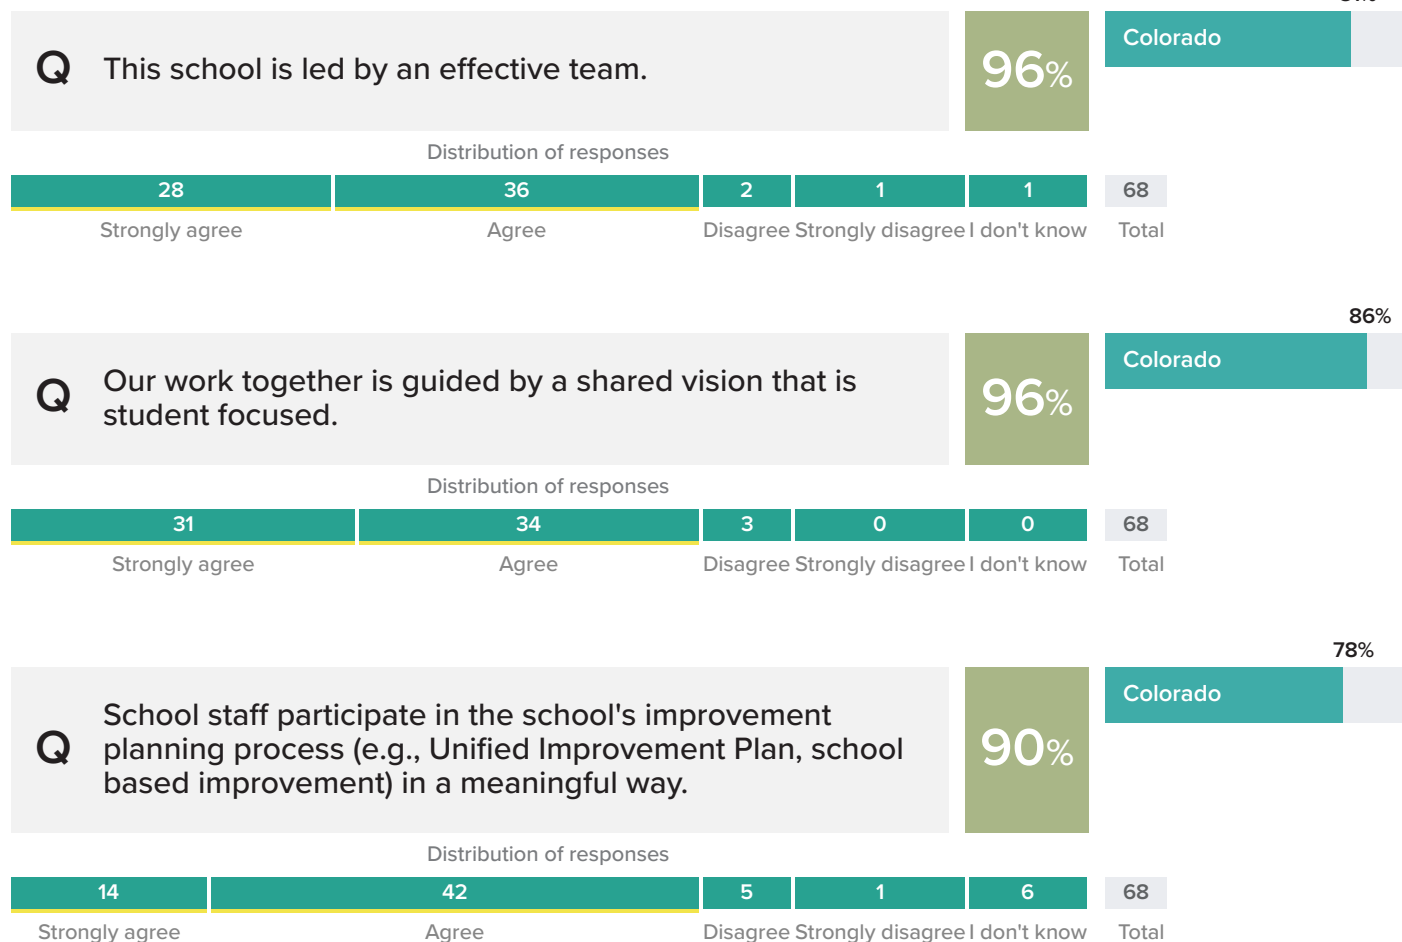 Q This school is led by an effective team.
96%
Colorado
Distribution of responses
28 36 2 1 1 68
Strongly agree Agree Disagree Strongly disagree I don't know Total
86%
Q Our work together is guided by a shared vision that is
student focused.
96%
Colorado
Distribution of responses
31 34 3 0 0 68
Strongly agree Agree Disagree Strongly disagree I don't know Total
78%
School staff participate in the school's improvement
Q planning process (e.g., Unified Improvement Plan, school
based improvement) in a meaningful way.
90%
Colorado
Distribution of responses
14 42 5 1 6 68
Strongly agree Agree Disagree Strongly disagree I don't know Total